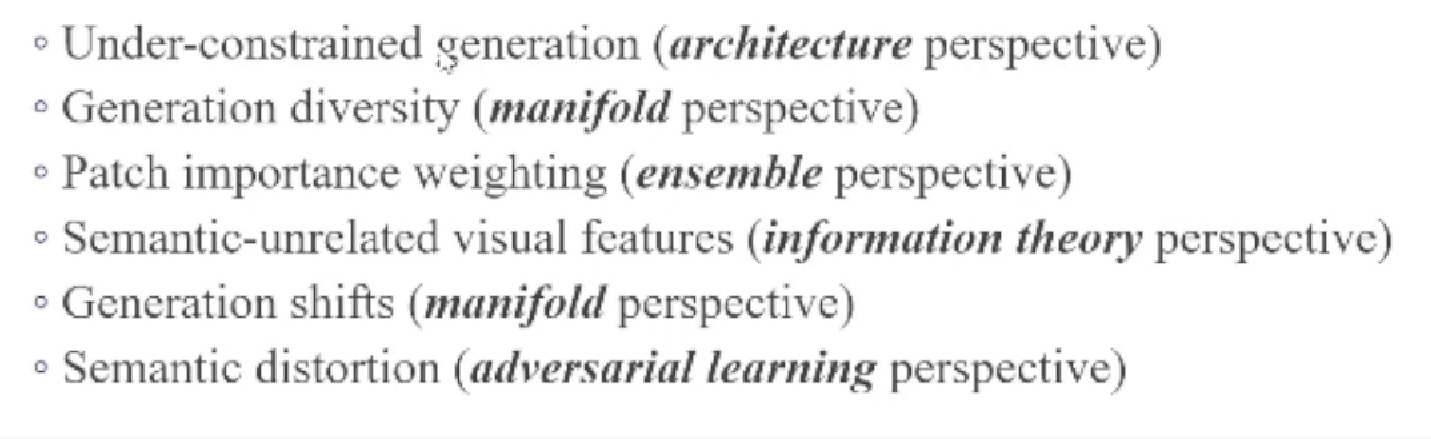 ◦ Under-constrained generation (architecture perspective)
◦ Generation diversity (manifold perspective)
◦ Patch importance weighting (ensemble perspective)
◦ Semantic-unrelated visual features (information theory perspective)
◦ Generation shifts (manifold perspective)
◦ Semantic distortion (adversarial learning perspective)